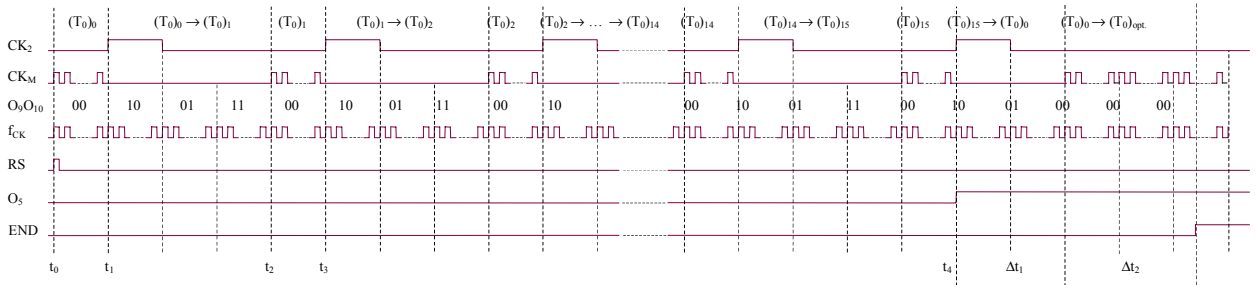 (T₀)₀ (T₀)₀ → (T₀)₁ (T₀)₁ (T₀)₁ → (T₀)₂ (T₀)₂ (T₀)₂ → … → (T₀)₁₄ (T₀)₁₄ (T₀)₁₄ → (T₀)₁₅ (T₀)₁₅ (T₀)₁₅ → (T₀)₀ (T₀)₀ → (T₀)opt.
CK₂
CK_M
O₉O₁₀ 00 10 01 11 00 10 01 11 00 10 00 10 01 11 00 10 01 00 00 00
f_CK
RS
O₅
END
t₀ t₁ t₂ t₃ t₄ Δt₁ Δt₂